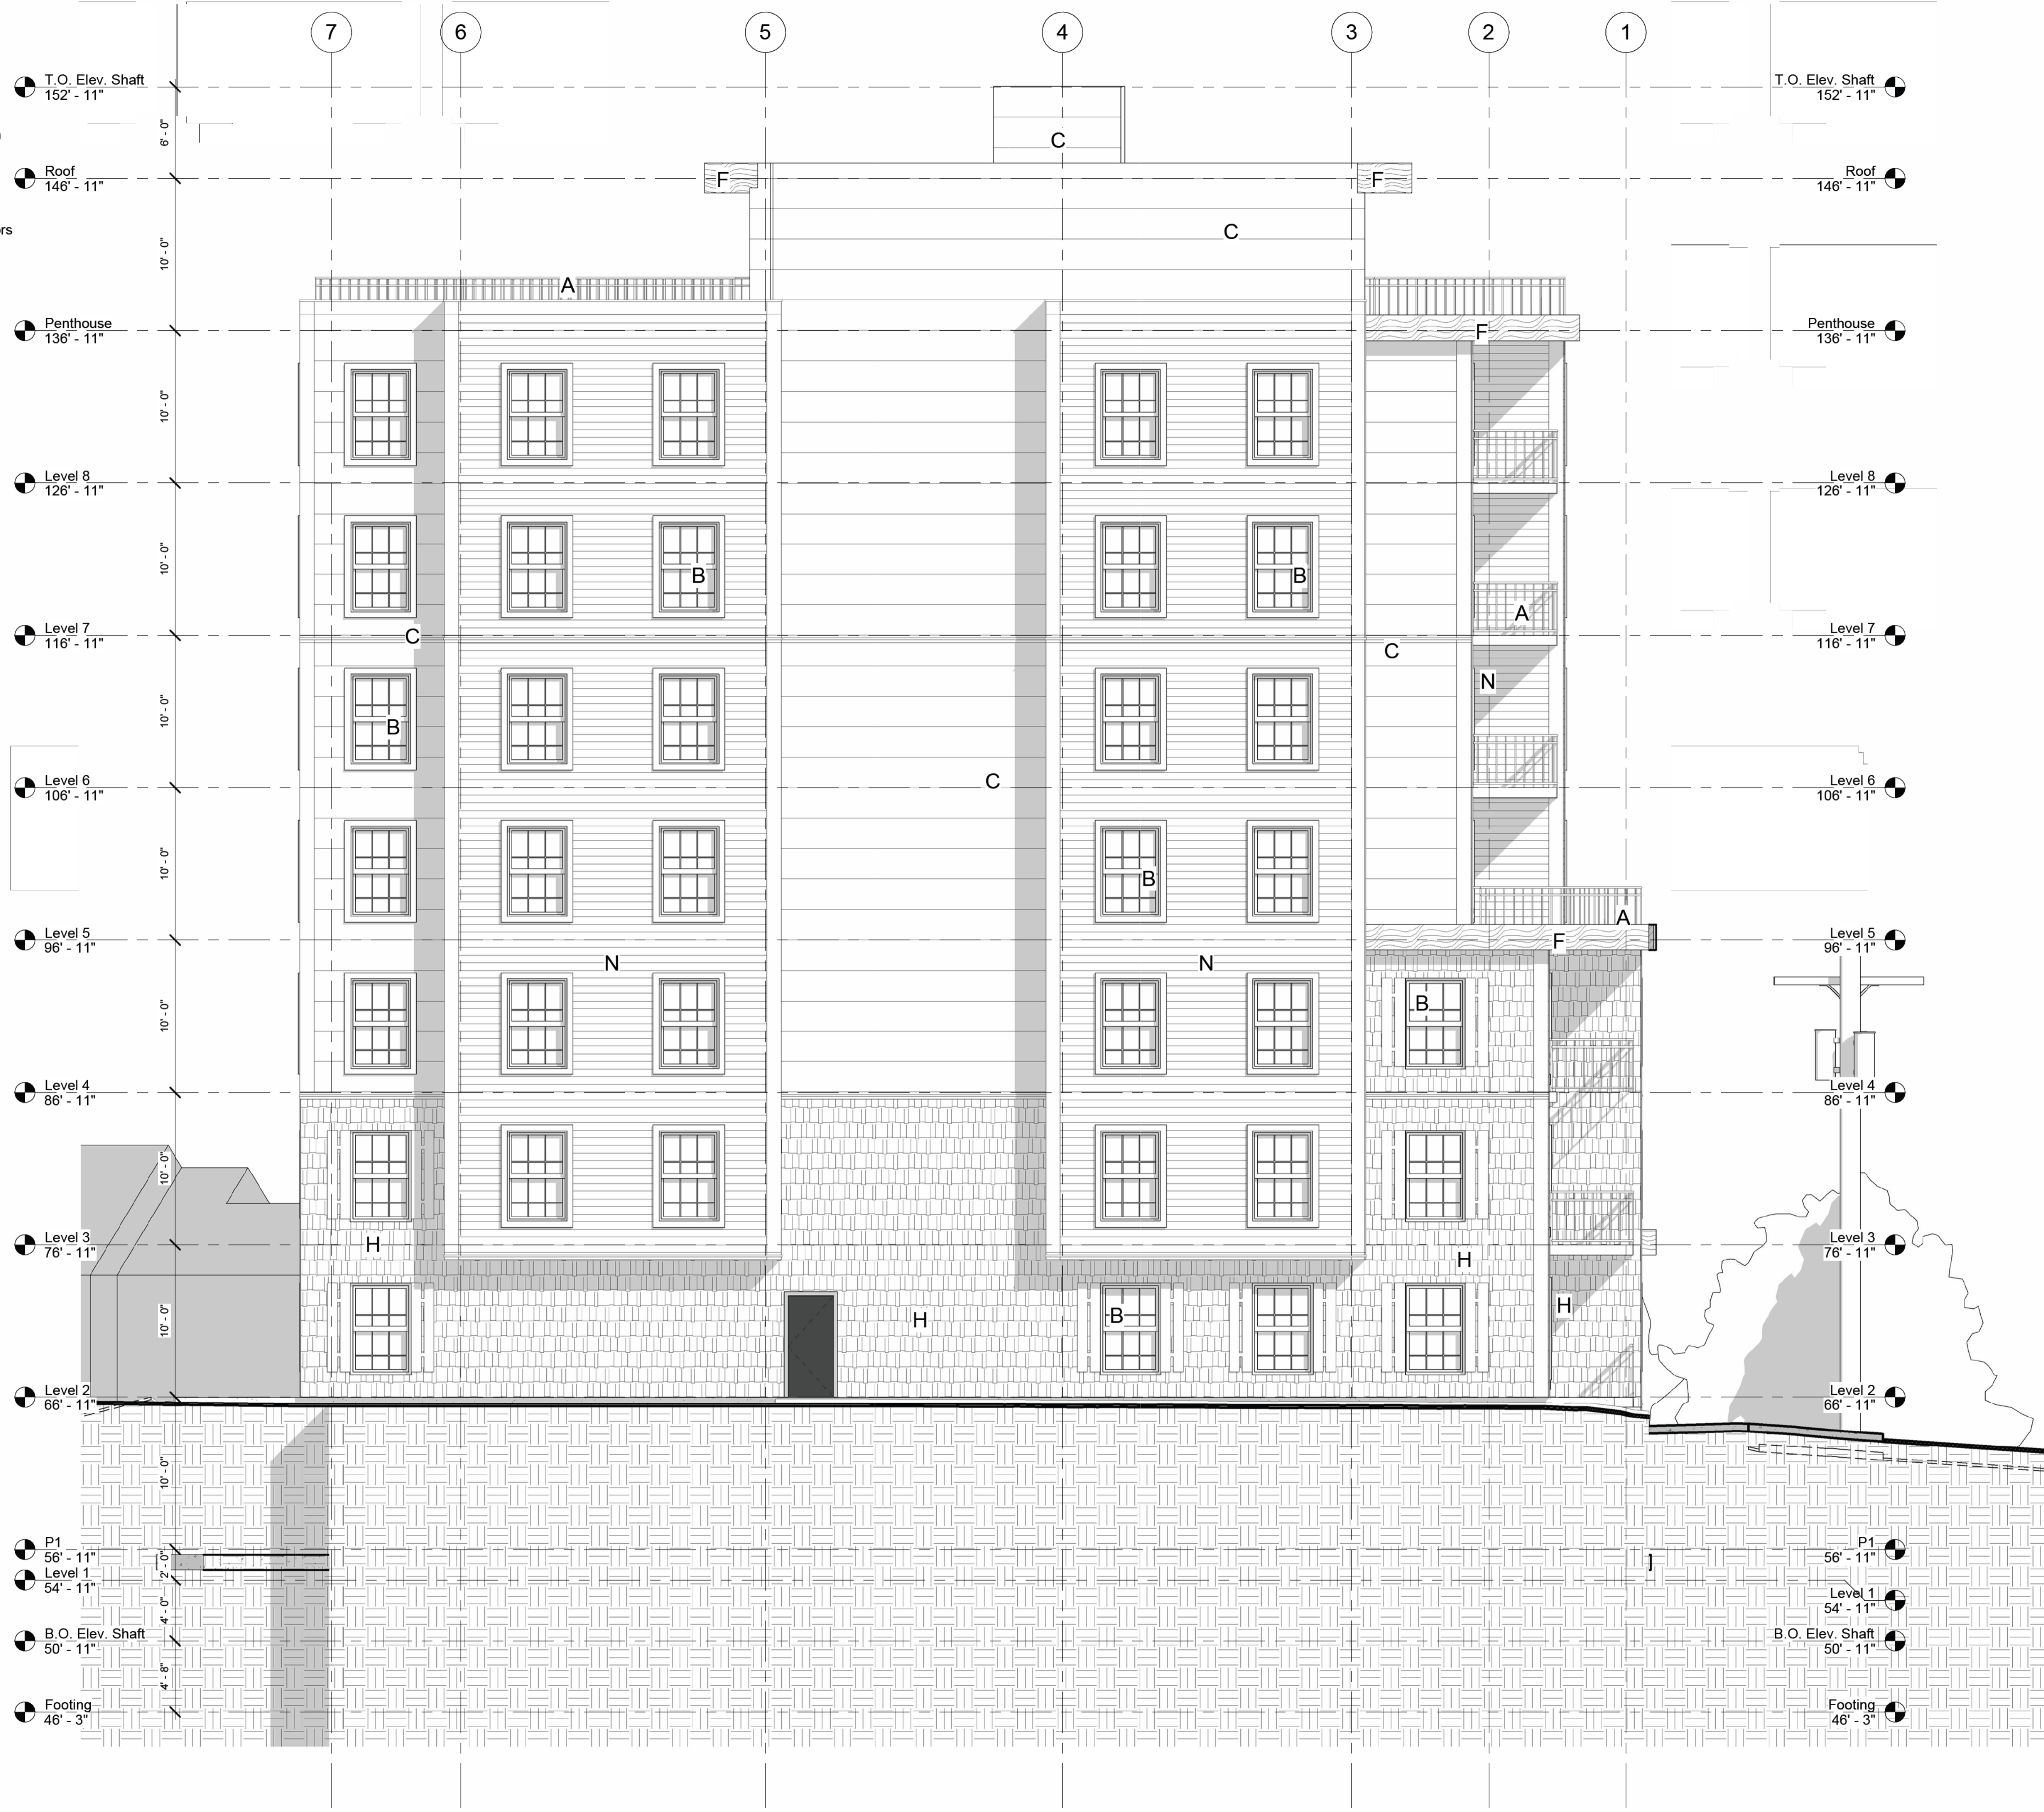 7 6 5 4 3 2 1
T.O. Elev. Shaft
152' - 11"
T.O. Elev. Shaft
152' - 11"
6' - 0"
C
Roof
146' - 11"
F
F
Roof
146' - 11"
rs
C
10' - 0"
A
Penthouse
136' - 11"
F
Penthouse
136' - 11"
10' - 0"
Level 8
126' - 11"
Level 8
126' - 11"
10' - 0"
B
B
A
Level 7
116' - 11"
C
C
Level 7
116' - 11"
N
10' - 0"
B
C
Level 6
106' - 11"
Level 6
106' - 11"
10' - 0"
B
A
Level 5
96' - 11"
F
Level 5
96' - 11"
N
N
B
10' - 0"
Level 4
86' - 11"
Level 4
86' - 11"
10' - 0"
Level 3
76' - 11"
H
H
Level 3
76' - 11"
10' - 0"
H
B
H
Level 2
66' - 11"
Level 2
66' - 11"
10' - 0"
P1
56' - 11"
P1
56' - 11"
2' - 0"
Level 1
54' - 11"
Level 1
54' - 11"
4' - 0"
B.O. Elev. Shaft
50' - 11"
B.O. Elev. Shaft
50' - 11"
4' - 8"
Footing
46' - 3"
Footing
46' - 3"